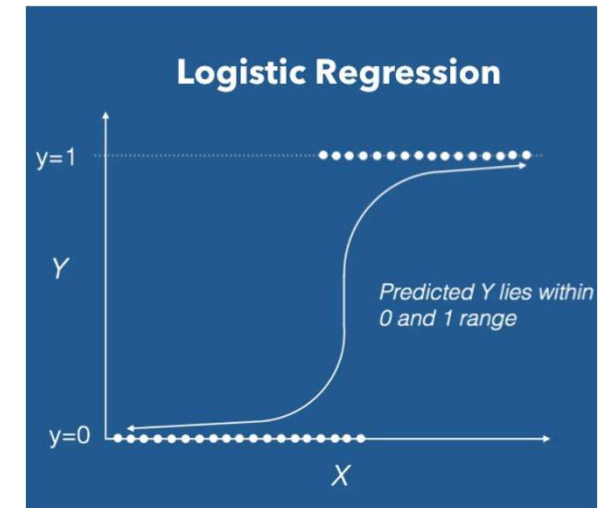 Logistic Regression
y=1
Y
Predicted Y lies within
0 and 1 range
y=0
X